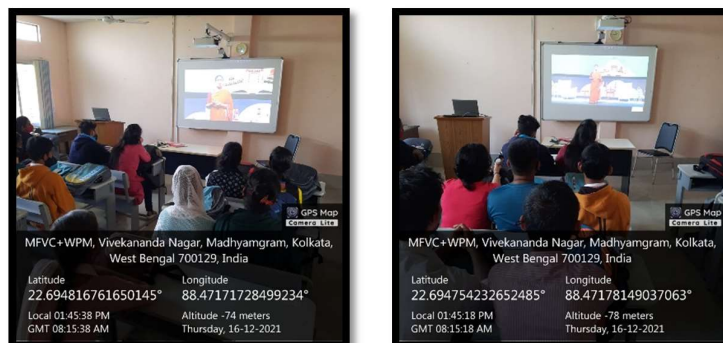 GPS Map
Camera Lite
MFVC+WPM, Vivekananda Nagar, Madhyamgram, Kolkata,
West Bengal 700129, India
Latitude
22.694816761650145°
Longitude
88.47171728499234°
Local 01:45:38 PM
GMT 08:15:38 AM
Altitude -74 meters
Thursday, 16-12-2021
GPS Map
Camera Lite
MFVC+WPM, Vivekananda Nagar, Madhyamgram, Kolkata,
West Bengal 700129, India
Latitude
22.694754232652485°
Longitude
88.47178149037063°
Local 01:45:18 PM
GMT 08:15:18 AM
Altitude -78 meters
Thursday, 16-12-2021